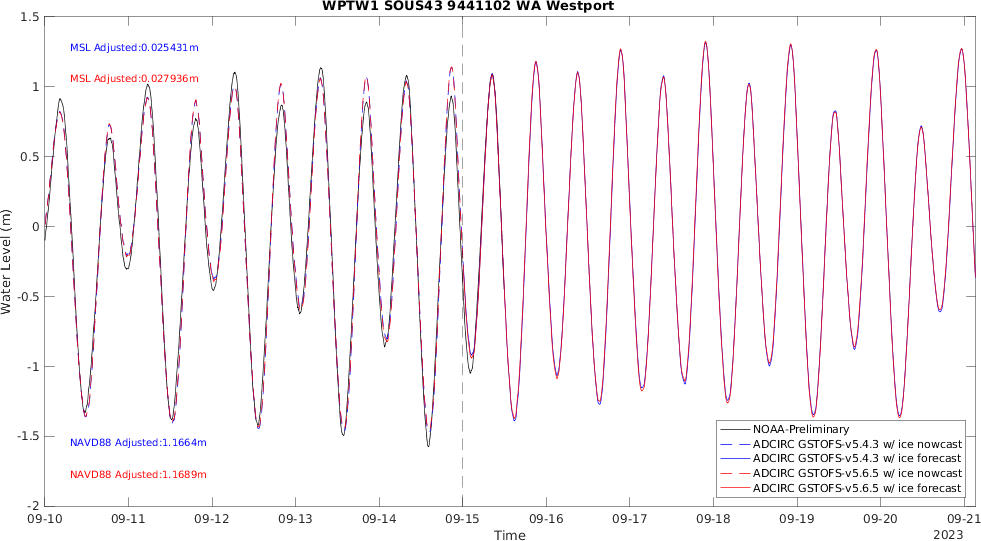 WPTW1 SOUS43 9441102 WA Westport
1.5
1
0.5
0
-0.5
-1
-1.5
-2
Water Level (m)
MSL Adjusted:0.025431m
MSL Adjusted:0.027936m
NAVD88 Adjusted:1.1664m
NAVD88 Adjusted:1.1689m
NOAA-Preliminary
ADCIRC GSTOFS-v5.4.3 w/ ice nowcast
ADCIRC GSTOFS-v5.4.3 w/ ice forecast
ADCIRC GSTOFS-v5.6.5 w/ ice nowcast
ADCIRC GSTOFS-v5.6.5 w/ ice forecast
09-10 09-11 09-12 09-13 09-14 09-15 09-16 09-17 09-18 09-19 09-20 09-21
Time
2023